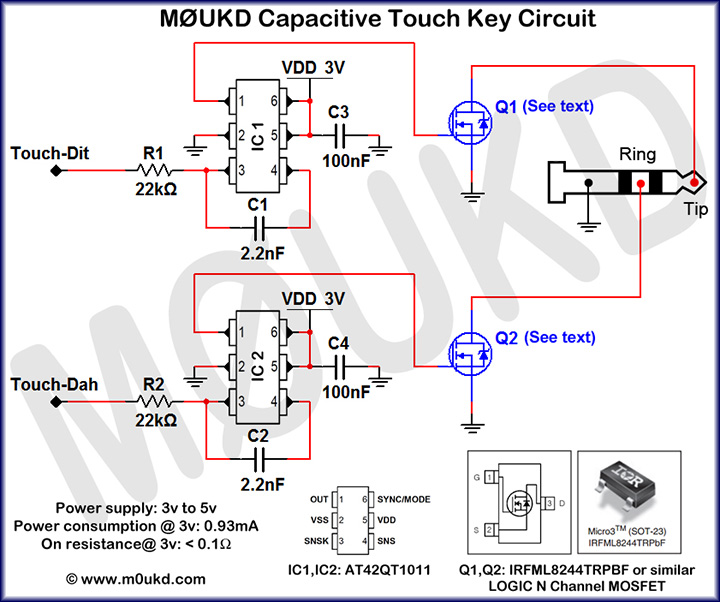 MØUKD Capacitive Touch Key Circuit
VDD 3V
1
6
2
5
3
4
IC 1
C3
100nF
Q1 (See text)
Touch-Dit
R1
22kΩ
C1
2.2nF
Ring
Tip
MØUKD
VDD 3V
1
6
2
5
3
4
IC 2
C4
100nF
Q2 (See text)
Touch-Dah
R2
22kΩ
C2
2.2nF
Power supply: 3v to 5v
Power consumption @ 3v: 0.93mA
On resistance@ 3v: < 0.1Ω
© www.m0ukd.com
OUT 1 6 SYNC/MODE
VSS 2 5 VDD
SNSK 3 4 SNS
IC1,IC2: AT42QT1011
G 1
3 D
S 2
IOR
Micro3™ (SOT-23)
IRFML8244TRPbF
Q1,Q2: IRFML8244TRPBF or similar
LOGIC N Channel MOSFET